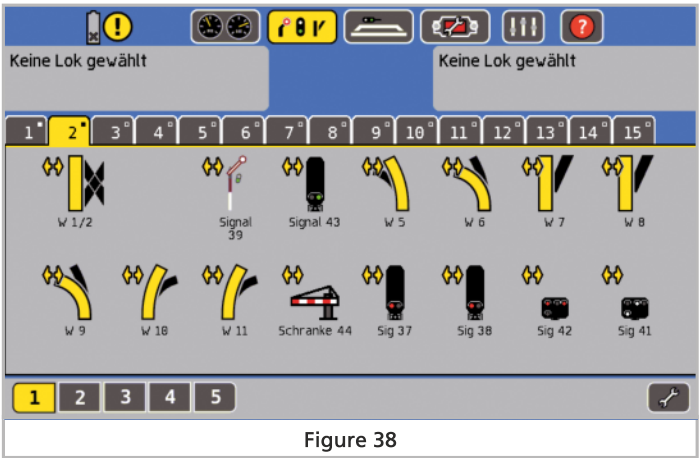 !
?
Keine Lok gewählt Keine Lok gewählt
1 2 3 4 5 6 7 8 9 10 11 12 13 14 15
W 1/2 Signal 39 Signal 43 W 5 W 6 W 7 W 8
W 9 W 10 W 11 Schranke 44 Sig 37 Sig 38 Sig 42 Sig 41
1 2 3 4 5
Figure 38